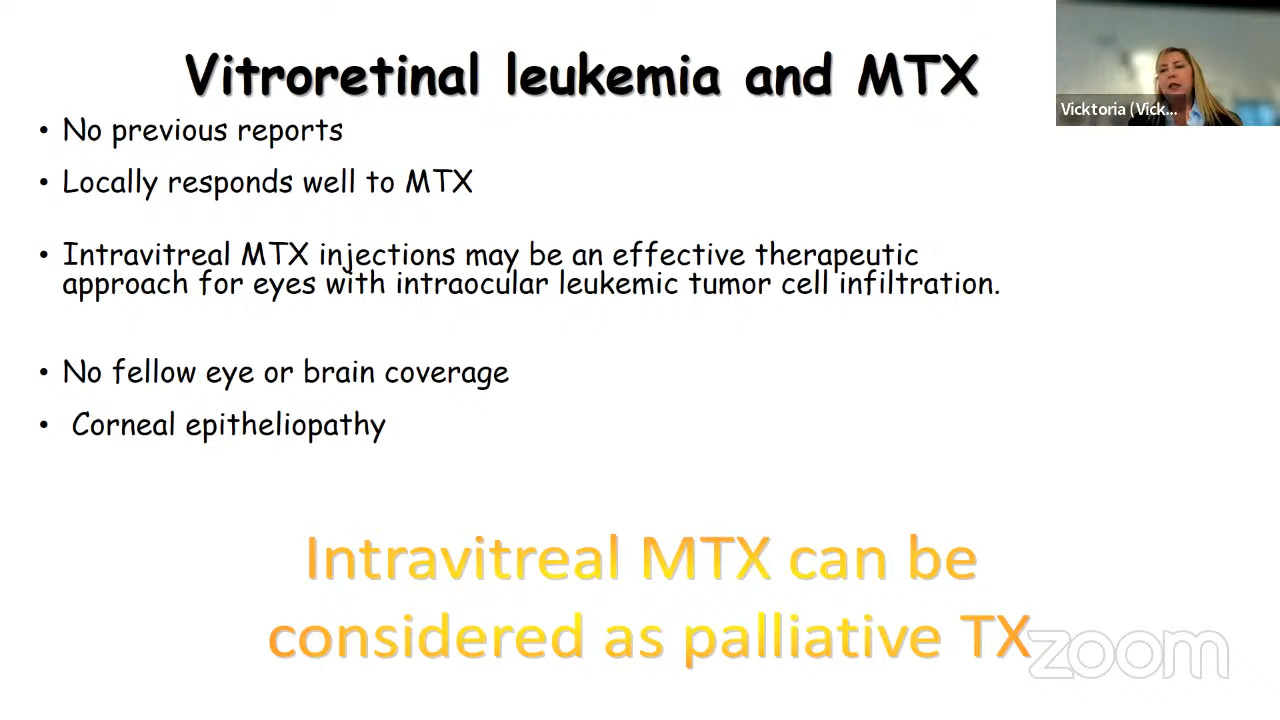 Vitroretinal leukemia and MTX
Vicktoria (Vick...
• No previous reports
• Locally responds well to MTX
• Intravitreal MTX injections may be an effective therapeutic
approach for eyes with intraocular leukemic tumor cell infiltration.
• No fellow eye or brain coverage
• Corneal epitheliopathy
Intravitreal MTX can be
considered as palliative TX
zoom